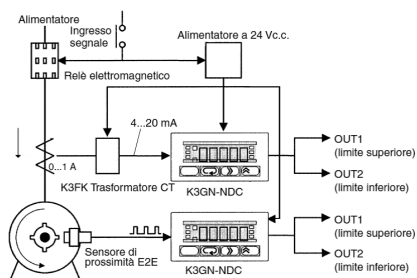 Alimentatore
Ingresso
segnale
Alimentatore a 24 Vc.c.
Relè elettromagnetico
4...20 mA
0...1 A
K3FK Trasformatore CT
K3GN-NDC
OUT1
(limite superiore)
OUT2
(limite inferiore)
Sensore di
prossimità E2E
K3GN-NDC
OUT1
(limite superiore)
OUT2
(limite inferiore)